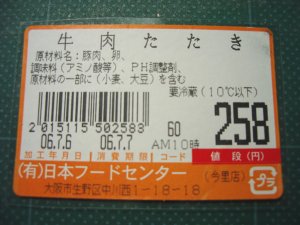 牛肉たたき
原材料名:豚肉、卵、
調味料(アミノ酸等)、PH調整剤、
原材料の一部に(小麦、大豆)を含む
要冷蔵(10℃以下)
2015115502583
60
258
06.7.6 06.7.7 AM10時
加工年月日 消費期限 コード 値段(円)
(有)日本フードセンター (今里店)
大阪市生野区中川西1-18-18
プラ